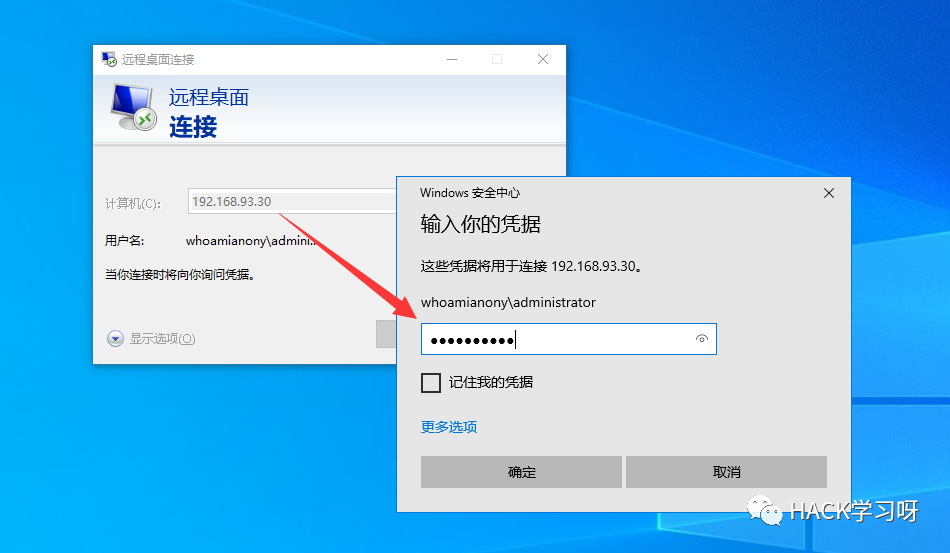 远程桌面连接
远程桌面
连接
计算机(C):
192.168.93.30
用户名:
whoamianony\admini...
当你连接时将向你询问凭据。
显示选项(O)
Windows 安全中心
输入你的凭据
这些凭据将用于连接 192.168.93.30。
whoamianony\administrator
●●●●●●●●●●
记住我的凭据
更多选项
确定
取消
HACK学习呀